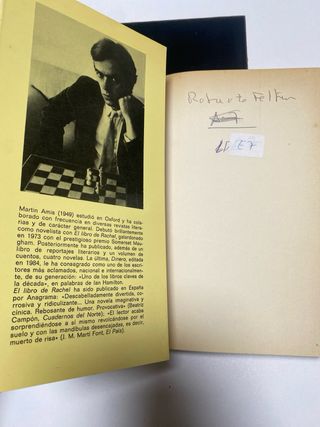 Martin Amis (1949) estudió en Oxford y ha cola-
borado con frecuencia en diversas revistas litera-
rias y de carácter general. Debutó brillantemente
como novelista con El libro de Rachel, galardonado
en 1973 con el prestigioso premio Somerset Mau-
gham. Posteriormente ha publicado, además de un
libro de reportajes literarios y un volumen de
cuentos, cuatro novelas. La última, Dinero, editada
en 1984, le ha consagrado como uno de los escri-
tores más aclamados, nacional e internacionalmen-
te, de su generación: «Uno de los libros claves de
la década», en palabras de Ian Hamilton.
El libro de Rachel ha sido publicado en España
por Anagrama: «Descabelladamente divertida, co-
rrosiva y ridiculizante... Una novela imaginativa y
cínica. Rebosante de humor. Provocativa» (Beatriz
Campón, Cuadernos del Norte), «El lector acaba
sorprendiéndose a sí mismo revolcándose por el
suelo y con las mandíbulas desencajadas, es decir,
muerto de risa» (J. M. Martí Font, El País).
Roberto